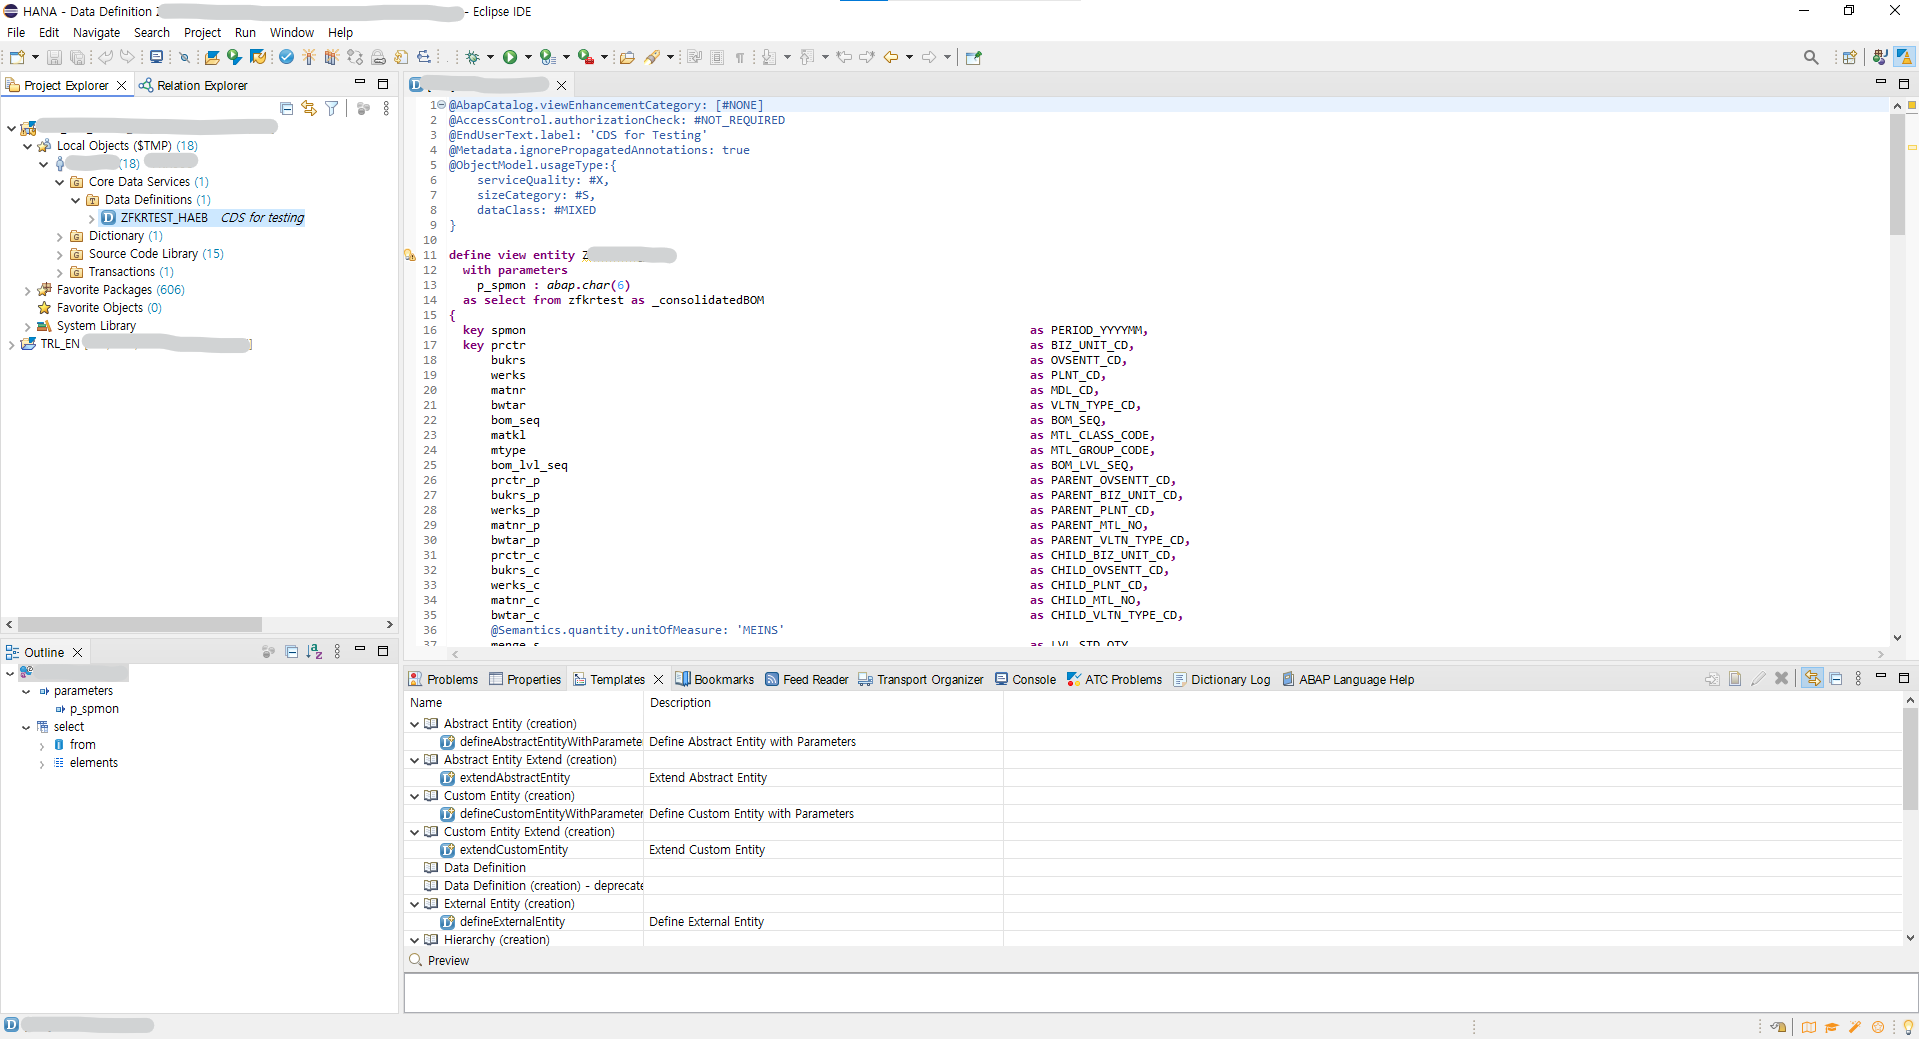 HANA - Data Definition - Eclipse IDE
File Edit Navigate Search Project Run Window Help
Project Explorer
Relation Explorer
Local Objects ($TMP) (18)
(18)
Core Data Services (1)
Data Definitions (1)
ZFKRTEST_HAEB CDS for testing
Dictionary (1)
Source Code Library (15)
Transactions (1)
Favorite Packages (606)
Favorite Objects (0)
System Library
TRL_EN
Outline
parameters
p_spmon
select
from
elements
1 @AbapCatalog.viewEnhancementCategory: [#NONE]
2 @AccessControl.authorizationCheck: #NOT_REQUIRED
3 @EndUserText.label: 'CDS for Testing'
4 @Metadata.ignorePropagatedAnnotations: true
5 @ObjectModel.usageType:{
6 serviceQuality: #X,
7 sizeCategory: #S,
8 dataClass: #MIXED
9 }
10
11 define view entity Z
12 with parameters
13 p_spmon : abap.char(6)
14 as select from zfkrtest as _consolidatedBOM
15 {
16 key spmon as PERIOD_YYYYMM,
17 key prctr as BIZ_UNIT_CD,
18 bukrs as OVSENTT_CD,
19 werks as PLNT_CD,
20 matnr as MDL_CD,
21 bwtar as VLTN_TYPE_CD,
22 bom_seq as BOM_SEQ,
23 matkl as MTL_CLASS_CODE,
24 mtype as MTL_GROUP_CODE,
25 bom_lvl_seq as BOM_LVL_SEQ,
26 prctr_p as PARENT_OVSENTT_CD,
27 bukrs_p as PARENT_BIZ_UNIT_CD,
28 werks_p as PARENT_PLNT_CD,
29 matnr_p as PARENT_MTL_NO,
30 bwtar_p as PARENT_VLTN_TYPE_CD,
31 prctr_c as CHILD_BIZ_UNIT_CD,
32 bukrs_c as CHILD_OVSENTT_CD,
33 werks_c as CHILD_PLNT_CD,
34 matnr_c as CHILD_MTL_NO,
35 bwtar_c as CHILD_VLTN_TYPE_CD,
36 @Semantics.quantity.unitOfMeasure: 'MEINS'
37 menge_s as LVL_STD_QTY
Problems Properties Templates Bookmarks Feed Reader Transport Organizer Console ATC Problems Dictionary Log ABAP Language Help
Name Description
Abstract Entity (creation)
defineAbstractEntityWithParamete Define Abstract Entity with Parameters
Abstract Entity Extend (creation)
extendAbstractEntity Extend Abstract Entity
Custom Entity (creation)
defineCustomEntityWithParameter Define Custom Entity with Parameters
Custom Entity Extend (creation)
extendCustomEntity Extend Custom Entity
Data Definition
Data Definition (creation) - deprecate
External Entity (creation)
defineExternalEntity Define External Entity
Hierarchy (creation)
Preview